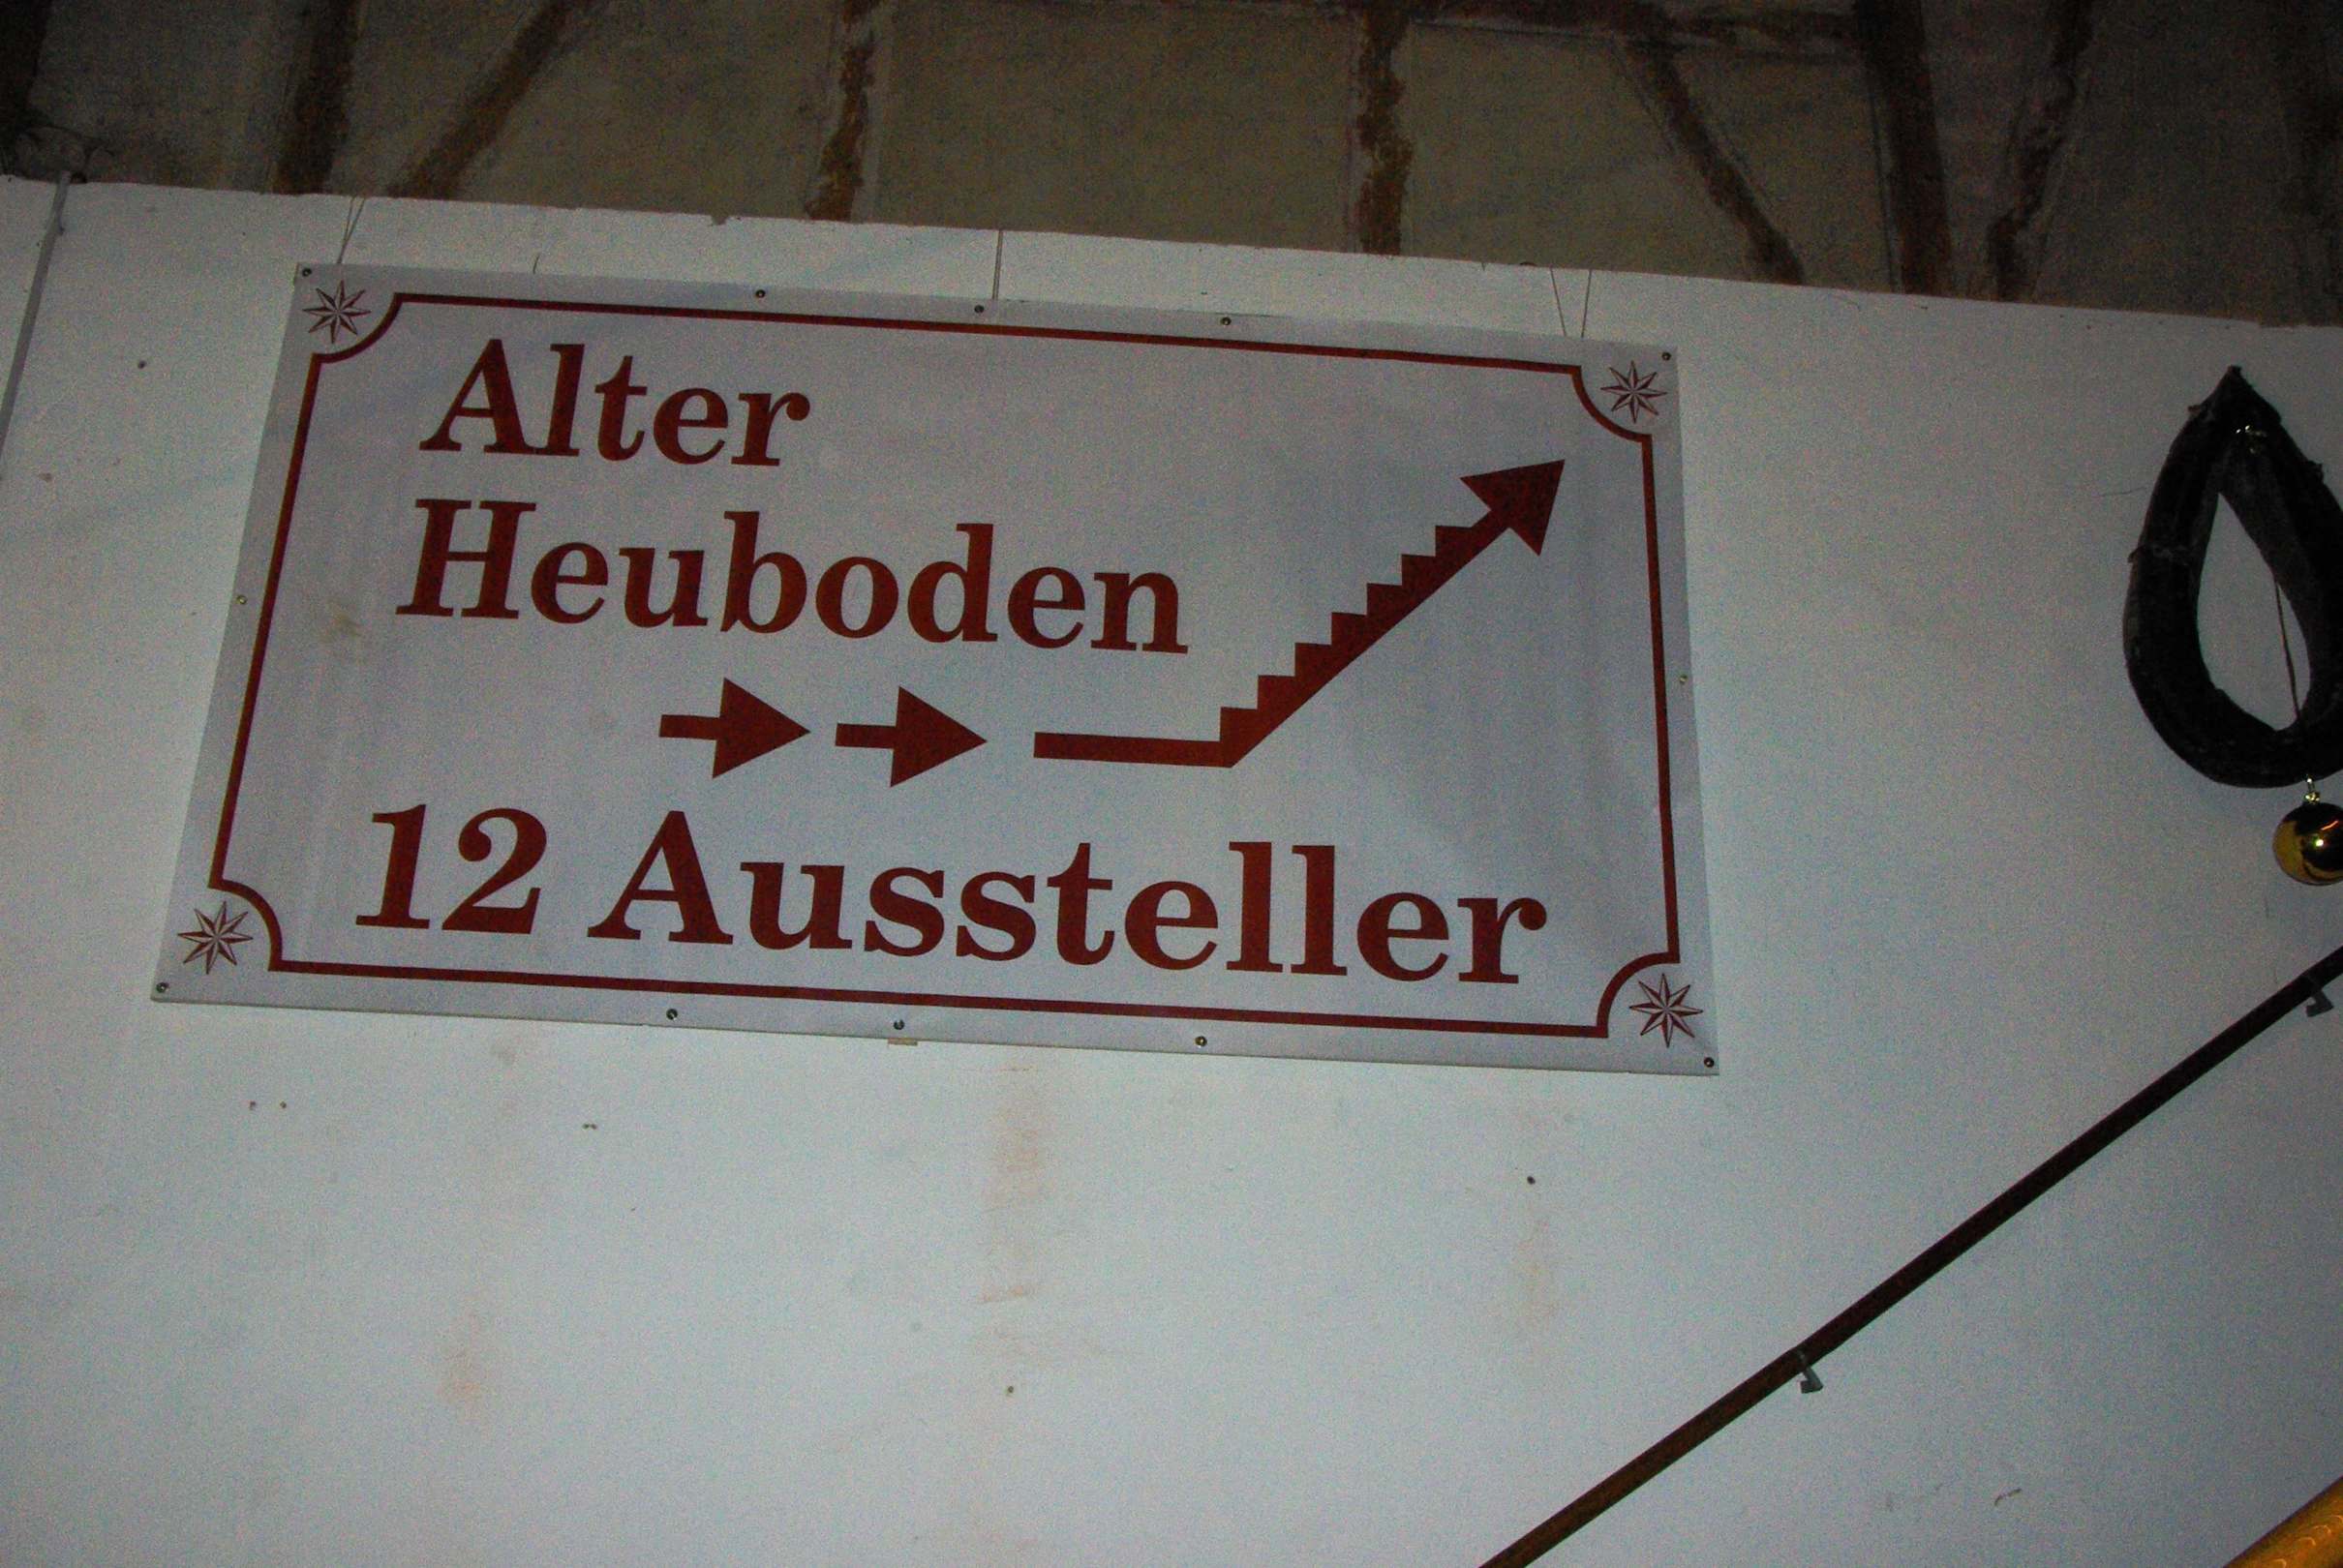 Alter
Heuboden
12 Aussteller